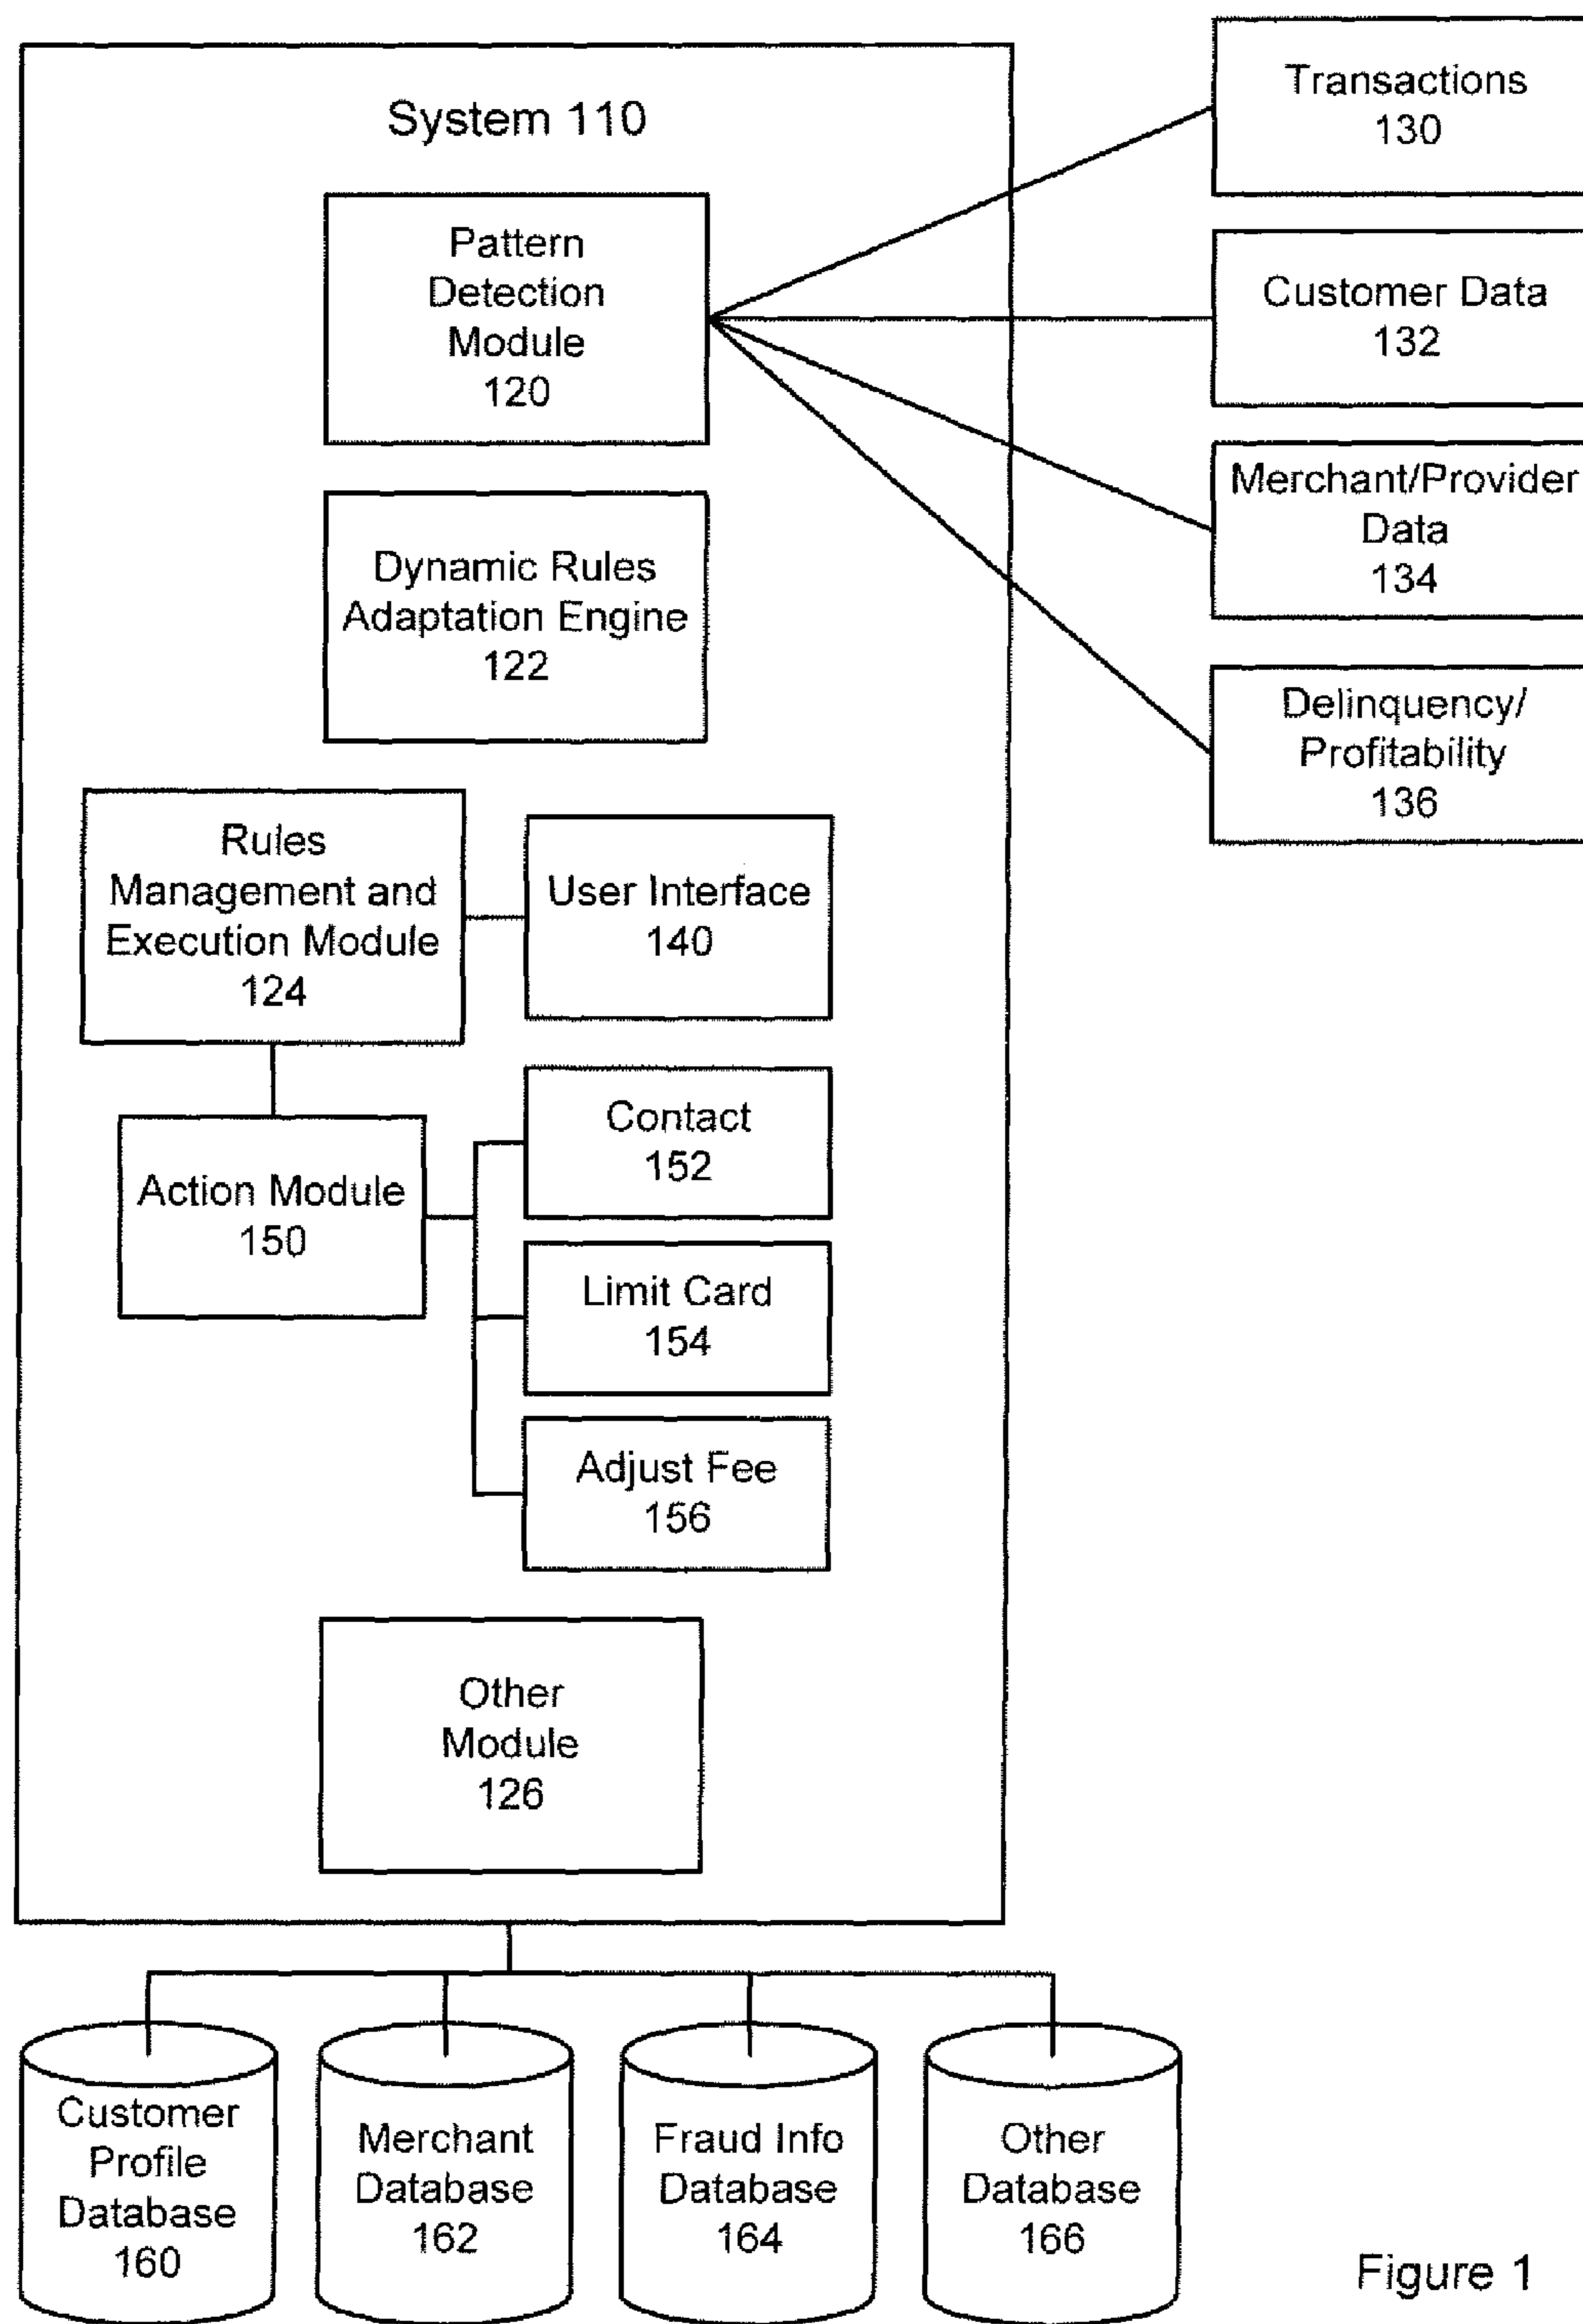 System 110
Pattern
Detection
Module
120
Transactions
130
Customer Data
132
Merchant/Provider
Data
134
Delinquency/
Profitability
136
Dynamic Rules
Adaptation Engine
122
Rules
Management and
Execution Module
124
User Interface
140
Action Module
150
Contact
152
Limit Card
154
Adjust Fee
156
Other
Module
126
Customer
Profile
Database
160
Merchant
Database
162
Fraud Info
Database
164
Other
Database
166
Figure 1